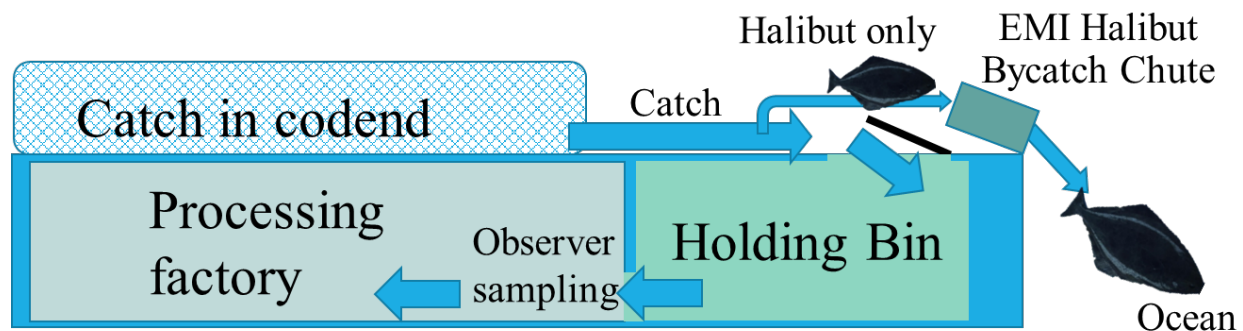 Halibut only
EMI Halibut
Bycatch Chute
Catch in codend
Catch
Processing
factory
Observer
sampling
Holding Bin
Ocean